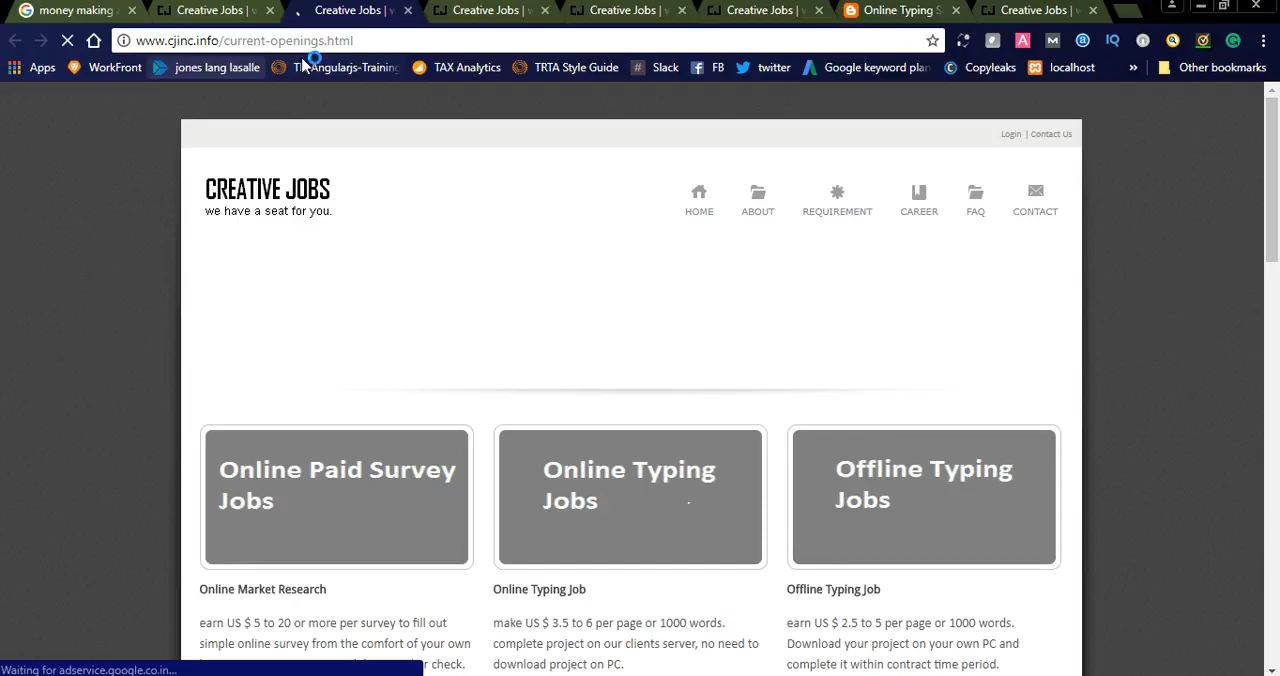 money making
Creative Jobs |
Creative Jobs |
Creative Jobs |
Creative Jobs |
Creative Jobs |
Online Typing S
Creative Jobs |
www.cjinc.info/current-openings.html
Apps
WorkFront
jones lang lasalle
Angularjs-Training
TAX Analytics
TRTA Style Guide
Slack
FB
twitter
Google keyword plan
Copyleaks
localhost
»
Other bookmarks
Login | Contact Us
CREATIVE JOBS
we have a seat for you.
HOME
ABOUT
REQUIREMENT
CAREER
FAQ
CONTACT
Online Paid Survey
Jobs
Online Typing
Jobs
Offline Typing
Jobs
Online Market Research
earn US $ 5 to 20 or more per survey to fill out
simple online survey from the comfort of your own
check.
Online Typing Job
make US $ 3.5 to 6 per page or 1000 words.
complete project on our clients server, no need to
download project on PC.
Offline Typing Job
earn US $ 2.5 to 5 per page or 1000 words.
Download your project on your own PC and
complete it within contract time period.
Waiting for adservice.google.co.in...